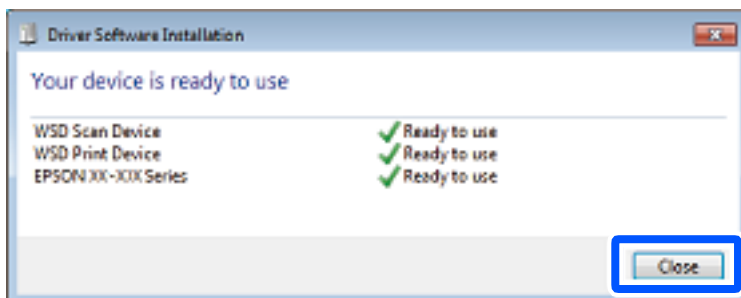 Driver Software Installation
Your device is ready to use
WSD Scan Device Ready to use
WSD Print Device Ready to use
EPSON XX-XXX Series Ready to use
Close